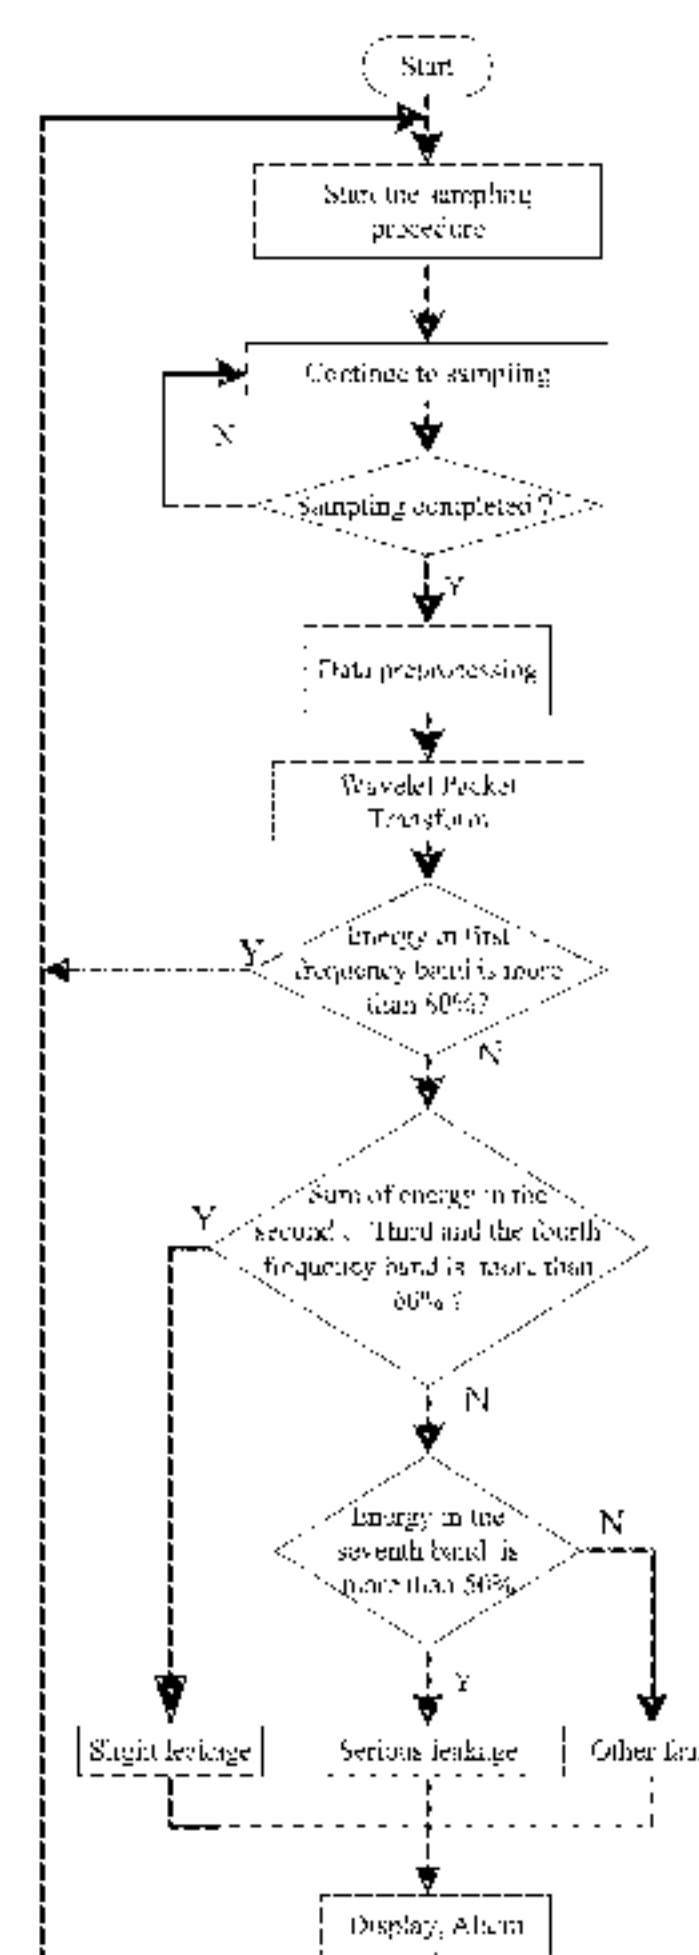 Start
Start the sampling
procedure
Continue to sampling
N
Sampling completed ?
Y
Data preprocessing
Wavelet Packet
Transform
Y
Energy in first
frequency band is more
than 60%?
N
Y
Sum of energy in the
second 、 Third and the fourth
frequency band is more than
60% ?
N
Energy in the
seventh band is
more than 50%
N
Y
Slight leakage
Serious leakage
Other
Display, Alarm